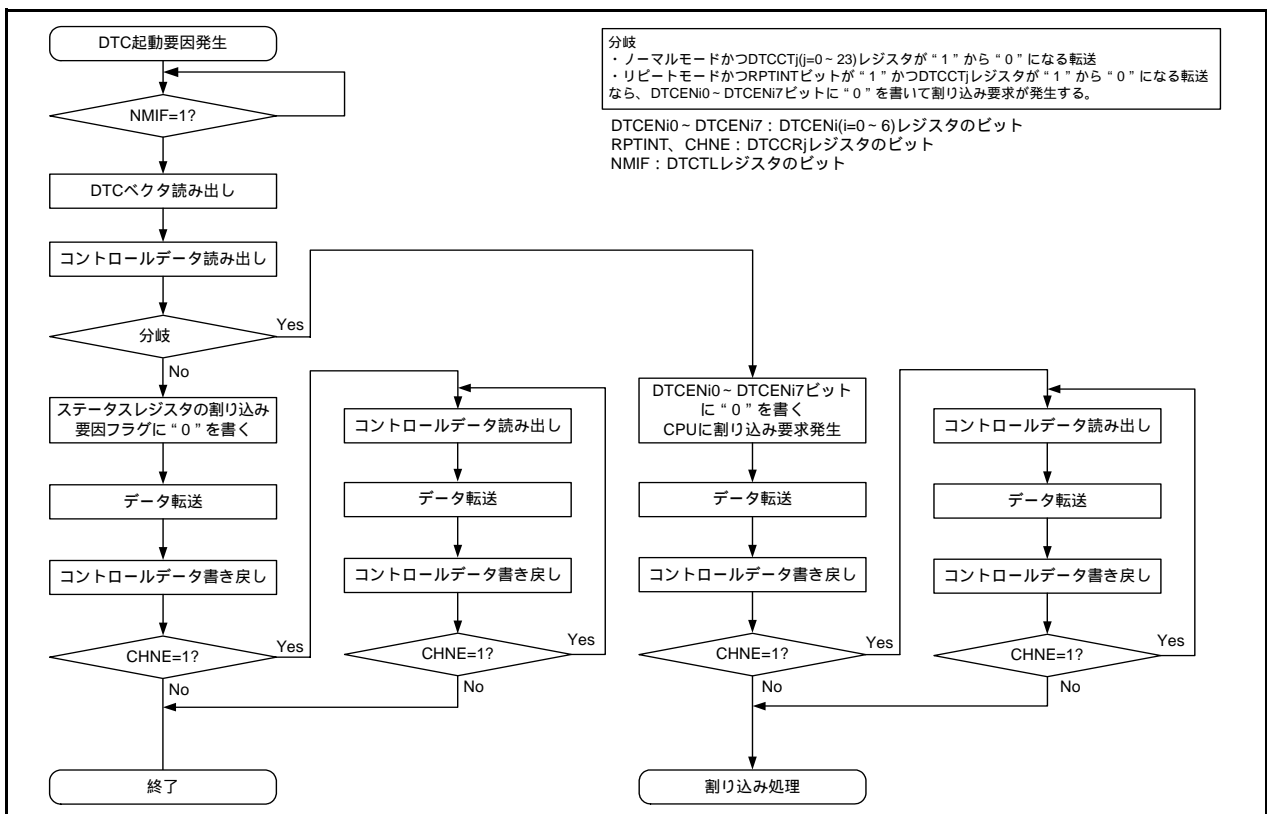 DTC起動要因発生
NMIF=1?
DTCベクタ読み出し
コントロールデータ読み出し
分岐
Yes
No
ステータスレジスタの割り込み
要因フラグに“0”を書く
データ転送
コントロールデータ書き戻し
CHNE=1?
Yes
No
終了
コントロールデータ読み出し
データ転送
コントロールデータ書き戻し
CHNE=1?
Yes
No
分岐
・ノーマルモードかつDTCCTj(j=0~23)レジスタが“1”から“0”になる転送
・リピートモードかつRPTINTビットが“1”かつDTCCTjレジスタが“1”から“0”になる転送
なら、DTCENi0~DTCENi7ビットに“0”を書いて割り込み要求が発生する。
DTCENi0~DTCENi7：DTCENi(i=0~6)レジスタのビット
RPTINT、CHNE：DTCCRjレジスタのビット
NMIF：DTCTLレジスタのビット
DTCENi0~DTCENi7ビット
に“0”を書く
CPUに割り込み要求発生
データ転送
コントロールデータ書き戻し
CHNE=1?
Yes
No
割り込み処理
コントロールデータ読み出し
データ転送
コントロールデータ書き戻し
CHNE=1?
Yes
No